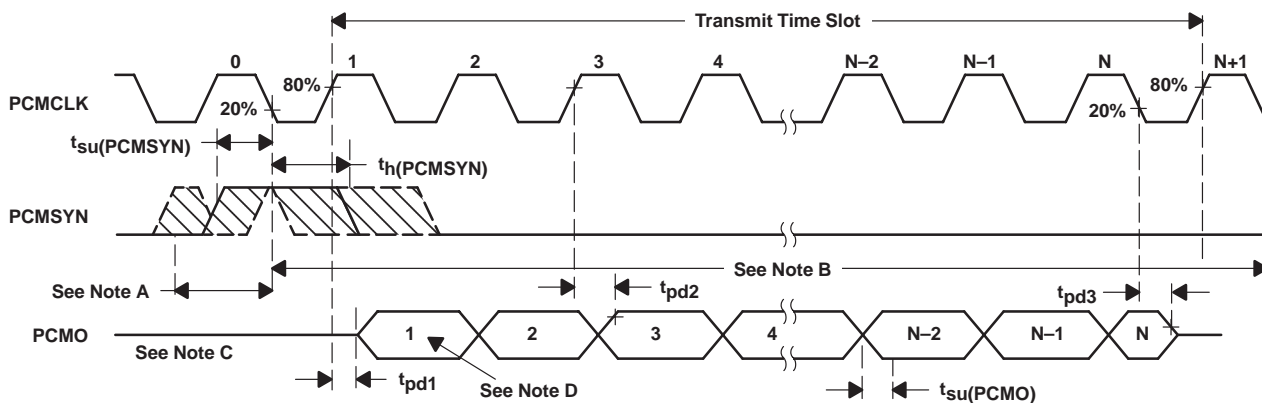 Transmit Time Slot
0 1 2 3 4 N–2 N–1 N N+1
80% 80%
PCMCLK
20% 20%
tsu(PCMSYN)
th(PCMSYN)
PCMSYN
See Note B
See Note A
tpd2 tpd3
PCMO
1 2 3 4 N–2 N–1 N
See Note C
tpd1 See Note D tsu(PCMO)